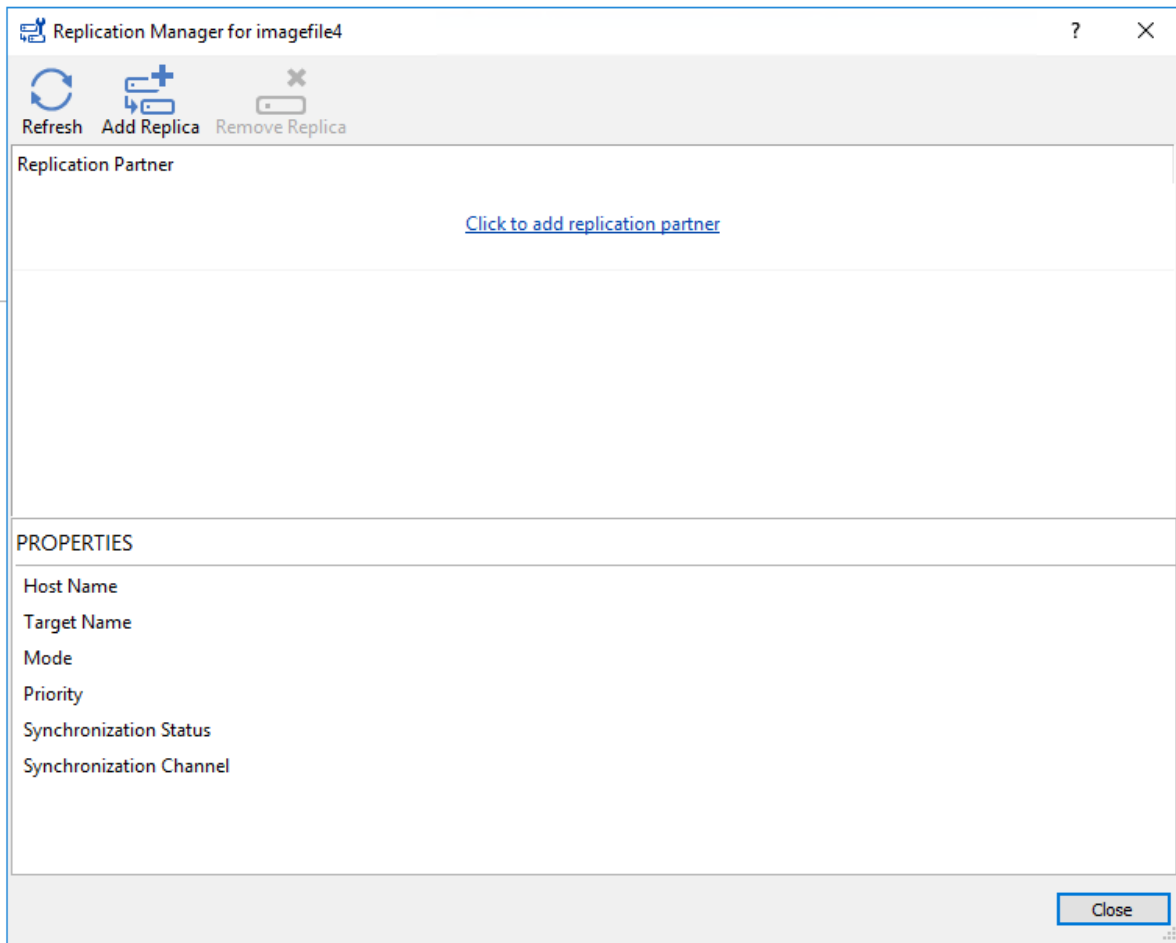 Replication Manager for imagefile4
?
Refresh Add Replica Remove Replica
Replication Partner
Click to add replication partner
PROPERTIES
Host Name
Target Name
Mode
Priority
Synchronization Status
Synchronization Channel
Close